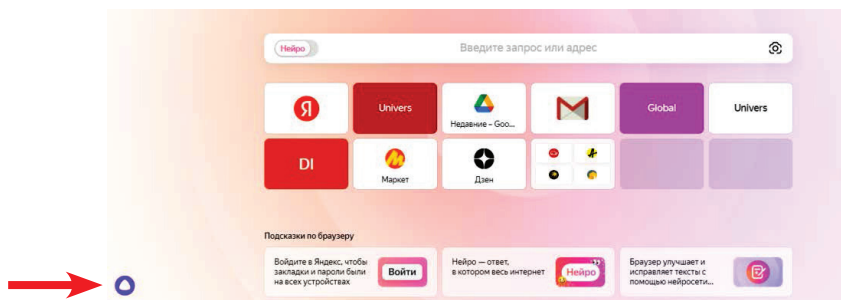 Нейро
Введите запрос или адрес
Я
Univers
Недавние – Goo...
Global
Univers
DI
Маркет
Дзен
Подсказки по браузеру
Войдите в Яндекс, чтобы
закладки и пароли были
на всех устройствах
Войти
Нейро — ответ,
в котором весь интернет
Нейро
Браузер улучшает и
исправляет тексты с
помощью нейросети...